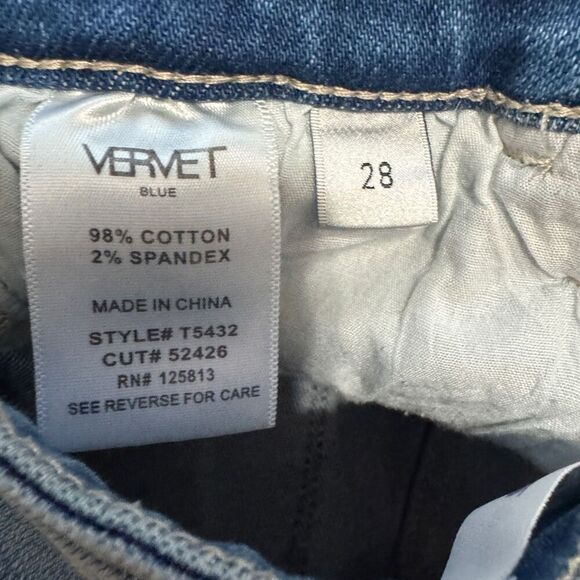 VERVET
BLUE
98% COTTON
2% SPANDEX
MADE IN CHINA
STYLE# T5432
CUT# 52426
RN# 125813
SEE REVERSE FOR CARE
28